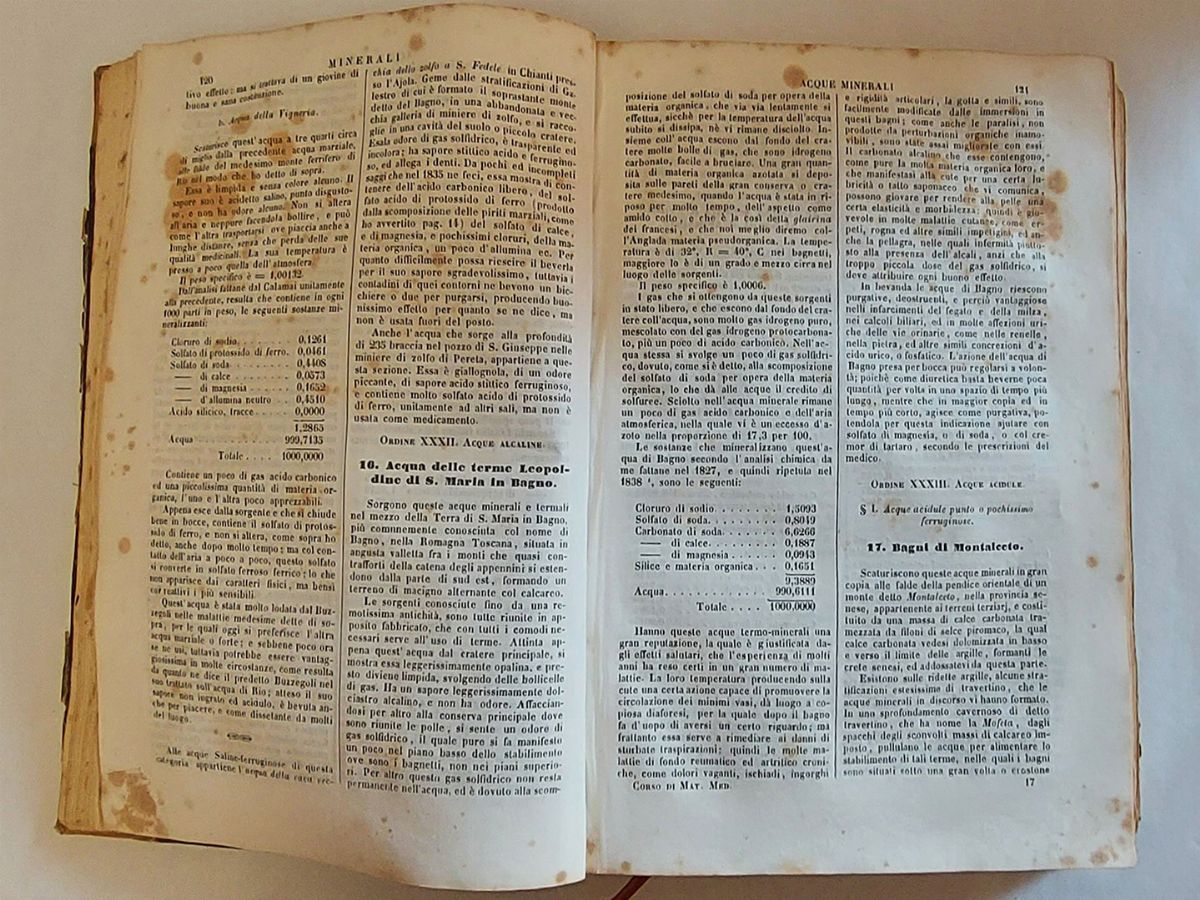 120
MINERALI
tivo effetto; ma si trattava di un giovine di
buona e sana costituzione.
b. Acqua della Vigneria.
Scaturisce quest'acqua a tre quarti circa
di miglio dalla precedente acqua marziale,
alle falde del medesimo monte ferrifero di
Rio nel modo che ho detto di sopra.
Essa è limpida e senza colore alcuno. Il
sapore suo è acidetto salino, punto disgusto-
so, e non ha odore alcuno. Non si altera
all'aria e neppure facendola bollire, e può
come l'altra trasportarsi ove piaccia anche a
lunghe distanze, senza che perda delle sue
qualità medicinali. La sua temperatura è
presso a poco quella dell'atmosfera.
Il peso specifico è = 1,00132.
Dall'analisi fattane dal Calamai unitamente
alla precedente, resulta che contiene in ogni
1000 parti in peso, le seguenti sostanze mi-
neralizzanti:
Cloruro di sodio. . . . . . . 0,1261
Solfato di protossido di ferro. 0,0461
Solfato di soda . . . . . . . 0,4408
—— di calce . . . . . . . 0,0573
—— di magnesia . . . . . 0,1652
—— d'allumina neutro . . 0,4510
Acido silicico, tracce . . . . . 0,0000
1,2865
Acqua . . . . . . . . 999,7135
Totale . . . . 1000,0000
Contiene un poco di gas acido carbonico
ed una piccolissima quantità di materia or-
ganica, l'uno e l'altra poco apprezzabili.
Appena esce dalla sorgente e che si chiude
bene in bocce, contiene il solfato di protos-
sido di ferro, e non si altera, come sopra ho
detto, anche dopo molto tempo; ma col con-
tatto dell'aria a poco a poco, questo solfato
si converte in solfato ferroso ferrico; lo che
non apparisce dai caratteri fisici, ma bensì
coi reattivi i più sensibili.
Quest'acqua è stata molto lodata dal Buz-
zegoli nelle malattie medesime dette di so-
pra, per le quali oggi si preferisce l'altra
acqua marziale o forte; e sebbene poco ora
se ne usi, tuttavia potrebbe essere vantag-
giosissima in molte circostanze, come resulta
da quanto ne dice il predetto Buzzegoli nel
suo trattato sull'acqua di Rio; atteso il suo
sapore non ingrato ed acidulo, è bevuta an-
che per piacere, e come dissetante da molti
del luogo.
Alle acque Saline-ferruginose di questa
categoria appartiene l'acqua della cava vec-
chia dello zolfo a S. Fedele in Chianti pres-
so l'Ajola. Geme dalle stratificazioni di Ga-
lestro di cui è formato il soprastante monte
detto del Bagno, in una abbandonata e vec-
chia galleria di miniere di zolfo, e si racco-
glie in una cavità del suolo o piccolo cratere.
Esala odore di gas solfidrico, è trasparente ed
incolora; ha sapore stittico acido e ferrugino-
so, ed allega i denti. Da pochi ed incompleti
saggi che nel 1835 ne feci, essa mostra di con-
tenere dell'acido carbonico libero, del sol-
fato acido di protossido di ferro (prodotto
dalla scomposizione delle piriti marziali, come
ho avvertito pag. 14) del solfato di calce,
e di magnesia, e pochissimi cloruri, della ma-
teria organica, un poco d'allumina ec. Per
quanto difficilmente possa riescire il beverla
per il suo sapore sgradevolissimo, tuttavia i
contadini di quei contorni ne bevono un bic-
chiere o due per purgarsi, producendo buo-
nissimo effetto per quanto se ne dice, ma
non è usata fuori del posto.
Anche l'acqua che sorge alla profondità
di 235 braccia nel pozzo di S. Giuseppe nelle
miniere di zolfo di Pereta, appartiene a que-
sta sezione. Essa è giallognola, di un odore
piccante, di sapore acido stittico ferruginoso,
e contiene molto solfato acido di protossido
di ferro, unitamente ad altri sali, ma non è
usata come medicamento.
ORDINE XXXII. ACQUE ALCALINE.
16. Acqua delle terme Leopol-
dine di S. Maria in Bagno.
Sorgono queste acque minerali e termali
nel mezzo della Terra di S. Maria in Bagno,
più comunemente conosciuta col nome di
Bagno, nella Romagna Toscana, situata in
angusta valletta fra i monti che quasi con-
trafforti della catena degli appennini si esten-
dono dalla parte di sud est, formando un
terreno di macigno alternante col calcareo.
Le sorgenti conosciute fino da una re-
motissima antichità, sono tutte riunite in ap-
posito fabbricato, che con tutti i comodi ne-
cessari serve all'uso di terme. Attinta ap-
pena quest'acqua dal cratere principale, si
mostra essa leggerissimamente opalina, e pre-
sto diviene limpida, svolgendo delle bollicelle
di gas. Ha un sapore leggerissimamente dol-
ciastro alcalino, e non ha odore. Affaccian-
dosi per altro alla conserva principale dove
sono riunite le polle, si sente un odore di
gas solfidrico, il quale pure si fa manifesto
un poco nel piano basso dello stabilimento
ove sono i bagnetti, non nei piani superio-
ri. Per altro questo gas solfidrico non resta
permanente nell'acqua, ed è dovuto alla scom-
ACQUE MINERALI
121
posizione del solfato di soda per opera della
materia organica, che via via lentamente si
effettua, sicchè per la temperatura dell'acqua
subito si dissipa, nè vi rimane disciolto. In-
sieme coll'acqua escono dal fondo del cra-
tere molte bolle di gas, che sono idrogeno
carbonato, facile a bruciare. Una gran quan-
tità di materia organica azotata si depo-
sita sulle pareti della gran conserva o cra-
tere medesimo, quando l'acqua è stata in ri-
poso per molto tempo, dell'aspetto come
amido colto, e che è la così detta glairina
dei francesi, e che noi meglio diremo col-
l'Anglada materia pseudorganica. La tempe-
ratura è di 32°, R = 40°, C nei bagnetti,
maggiore lo è di un grado e mezzo circa nel
luogo delle sorgenti.
Il peso specifico è 1,0006.
I gas che si ottengono da queste sorgenti
in stato libero, e che escono dal fondo del cra-
tere coll'acqua, sono molto gas idrogeno puro,
mescolato con del gas idrogeno protocarbona-
to, più un poco di acido carbonico. Nell'ac-
qua stessa si svolge un poco di gas solfidri-
co, dovuto, come si è detto, alla scomposizione
del solfato di soda per opera della materia
organica, lo che dà alle acque il credito di
solfuree. Sciolto nell'acqua minerale rimane
un poco di gas acido carbonico e dell'aria
atmosferica, nella quale vi è un eccesso d'a-
zoto nella proporzione di 17,3 per 100.
Le sostanze che mineralizzano quest'ac-
qua di Bagno secondo l'analisi chimica da
me fattane nel 1827, e quindi ripetuta nel
1838 ¹, sono le seguenti:
Cloruro di sodio . . . . . . . . 1,5093
Solfato di soda. . . . . . . . . 0,8049
Carbonato di soda. . . . . . . 6,6266
—— di calce . . . . . . . 0,1887
—— di magnesia . . . . . . 0,0943
Silice e materia organica . . . 0,1651
9,3889
Acqua. . . . . . . . . . . 990,6111
Totale . . . . 1000,0000
Hanno queste acque termo-minerali una
gran reputazione, la quale è giustificata da-
gli effetti salutari, che l'esperienza di molti
anni ha reso certi in un gran numero di ma-
lattie. La loro temperatura producendo sulla
cute una certa azione capace di promuovere la
circolazione dei minimi vasi, dà luogo a co-
piosa diaforesi, per la quale dopo il bagno
fa d'uopo di aversi un certo riguardo; ma
frattanto essa serve a rimediare ai danni di
sturbate traspirazioni; quindi le molte ma-
lattie di fondo reumatico ed artritico croni-
che, come dolori vaganti, ischiadi, ingorghi
CORSO DI MAT. MED.
e rigidità articolari, la gotta e simili, sono
facilmente modificate dalle immersioni in
questi bagni; come anche le paralisi, non
prodotte da perturbazioni organiche inamo-
vibili, sono state assai migliorate con essi.
Il carbonato alcalino che esse contengono,
come pure la molta materia organica loro, e
che manifestasi alla cute per una certa lu-
bricità o tatto saponaceo che vi comunica,
possono giovare per rendere alla pelle una
certa elasticità e morbilezza; quindi è gio-
vevole in molte malattie cutanee, come er-
peti, rogna ed altre simili impetigini, ed an-
che la pellagra, nelle quali infermità piutto-
sto alla presenza dell'alcali, anzi che alla
troppo piccola dose del gas solfidrico, si
deve attribuire ogni buono effetto.
In bevanda le acque di Bagno riescono
purgative, deostruenti, e perciò vantaggiose
nelli infarcimenti del fegato e della milza,
nei calcoli biliari, ed in molte affezioni uri-
che delle vie orinarie, come nelle renelle,
nella pietra, ed altre simili concrezioni d'a-
cido urico, o fosfatico. L'azione dell'acqua di
Bagno presa per bocca può regolarsi a volon-
tà; poichè come diuretica basta beverne poca
quantità per volta in uno spazio di tempo più
lungo, mentre che in maggior copia ed in
tempo più corto, agisce come purgativa, po-
tendola per questa indicazione ajutare con
solfato di magnesia, o di soda, o col cre-
mor di tartaro, secondo le prescrizioni del
medico.
ORDINE XXXIII. ACQUE ACIDULE.
§ I. Acque acidule punto o pochissimo
ferruginose.
17. Bagni di Montalceto.
Scaturiscono queste acque minerali in gran
copia alle falde della pendice orientale di un
monte detto Montalceto, nella provincia se-
nese, appartenente ai terreni terziarj, e costi-
tuito da una massa di calce carbonata tra-
mezzata da filoni di selce piromaco, la qual
calce carbonata vedesi dolomizzata in basso
e verso il limite delle argille, formanti le
crete senesi, ed addossatevi da questa parte.
Esistono sulle ridette argille, alcune stra-
tificazioni estesissime di travertino, che le
acque minerali in discorso vi hanno formato.
In uno sprofondamento cavernoso di detto
travertino, che ha nome la Mofeta, dagli
spacchi degli sconvolti massi di calcareo im-
posto, pullulano le acque per alimentare lo
stabilimento di tali terme, nelle quali i bagni
sono situati sotto una gran volta o crostone
17